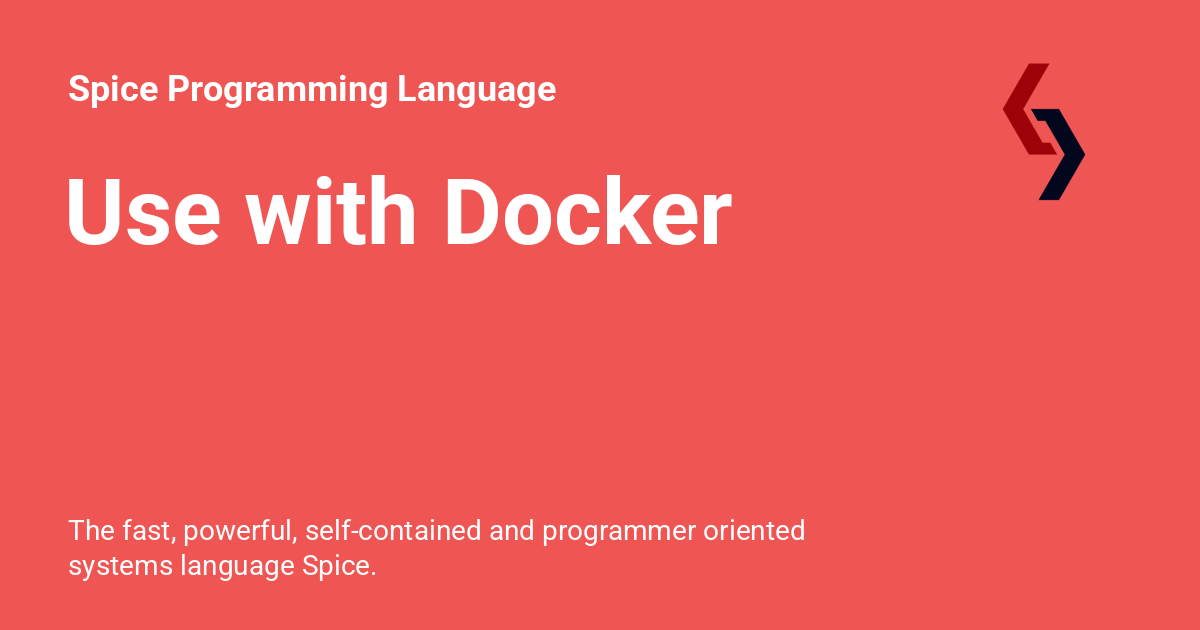 Spice Programming Language
Use with Docker
The fast, powerful, self-contained and programmer oriented
systems language Spice.